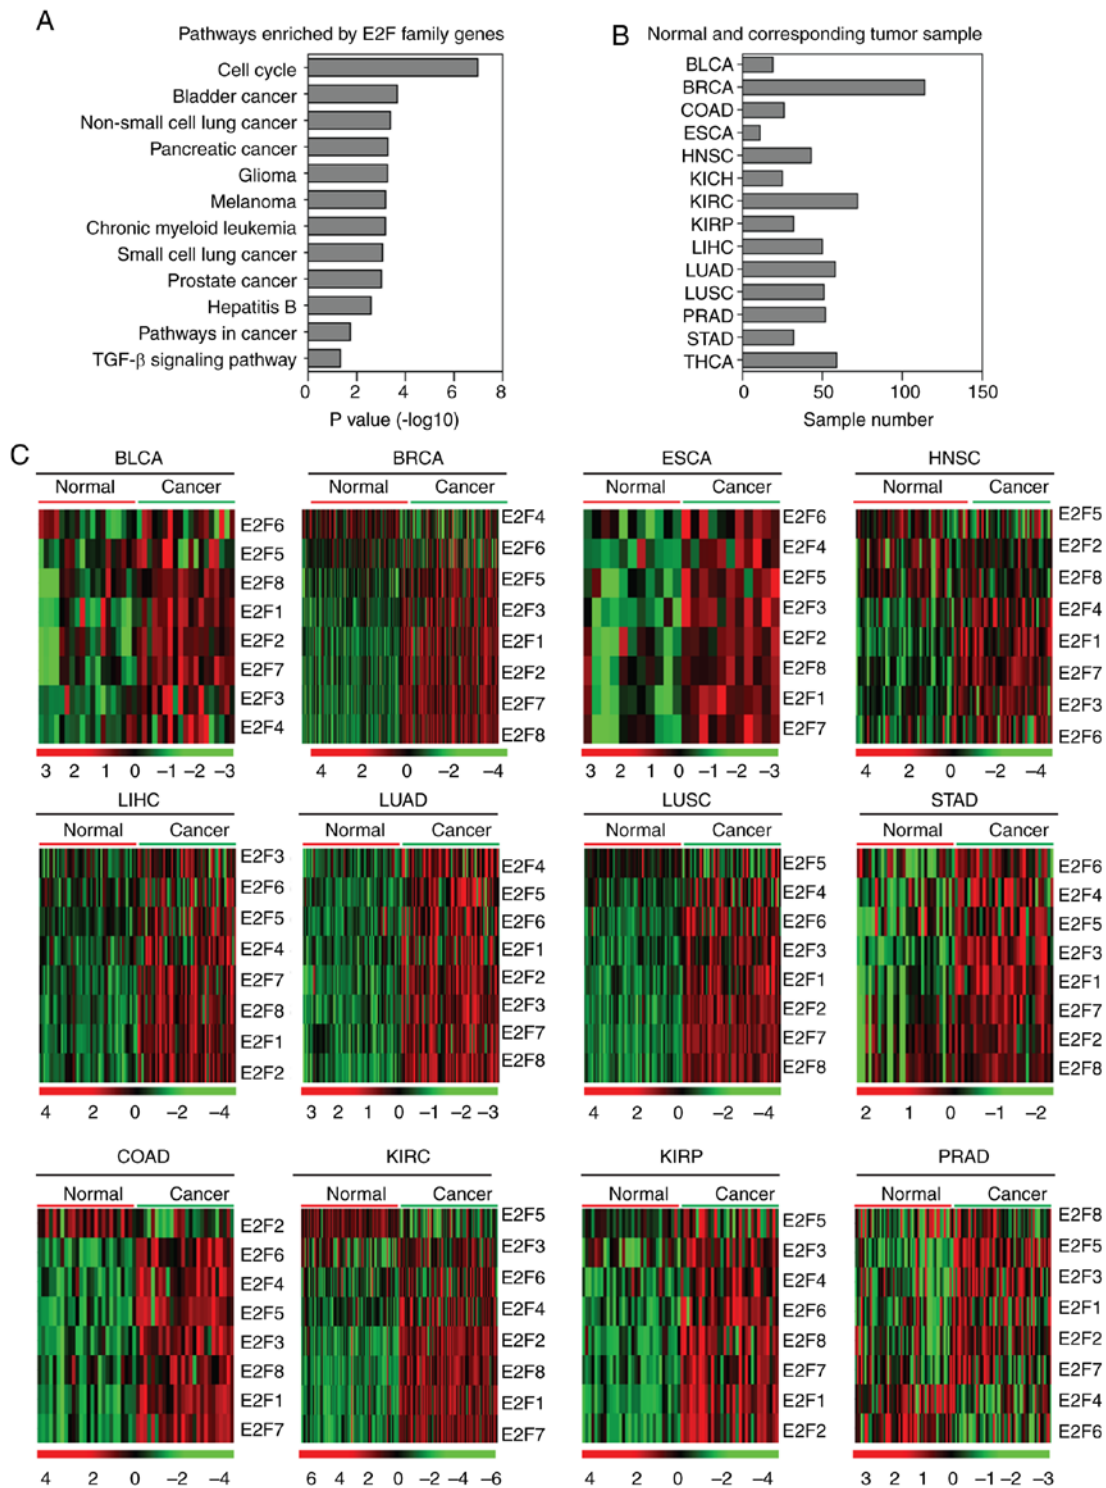 A
Pathways enriched by E2F family genes
Cell cycle
Bladder cancer
Non-small cell lung cancer
Pancreatic cancer
Glioma
Melanoma
Chronic myeloid leukemia
Small cell lung cancer
Prostate cancer
Hepatitis B
Pathways in cancer
TGF-β signaling pathway
0 2 4 6 8
P value (-log10)
B
Normal and corresponding tumor sample
BLCA
BRCA
COAD
ESCA
HNSC
KICH
KIRC
KIRP
LIHC
LUAD
LUSC
PRAD
STAD
THCA
0 50 100 150
Sample number
C
BLCA
Normal Cancer
E2F6
E2F5
E2F8
E2F1
E2F2
E2F7
E2F3
E2F4
3 2 1 0 −1 −2 −3
BRCA
Normal Cancer
E2F4
E2F6
E2F5
E2F3
E2F1
E2F2
E2F7
E2F8
4 2 0 −2 −4
ESCA
Normal Cancer
E2F6
E2F4
E2F5
E2F3
E2F2
E2F8
E2F1
E2F7
3 2 1 0 −1 −2 −3
HNSC
Normal Cancer
E2F5
E2F2
E2F8
E2F4
E2F1
E2F7
E2F3
E2F6
4 2 0 −2 −4
LIHC
Normal Cancer
E2F3
E2F6
E2F5
E2F4
E2F7
E2F8
E2F1
E2F2
4 2 0 −2 −4
LUAD
Normal Cancer
E2F4
E2F5
E2F6
E2F1
E2F2
E2F3
E2F7
E2F8
3 2 1 0 −1 −2 −3
LUSC
Normal Cancer
E2F5
E2F4
E2F6
E2F3
E2F1
E2F2
E2F7
E2F8
4 2 0 −2 −4
STAD
Normal Cancer
E2F6
E2F4
E2F5
E2F3
E2F1
E2F7
E2F2
E2F8
2 1 0 −1 −2
COAD
Normal Cancer
E2F2
E2F6
E2F4
E2F5
E2F3
E2F8
E2F1
E2F7
4 2 0 −2 −4
KIRC
Normal Cancer
E2F5
E2F3
E2F6
E2F4
E2F2
E2F8
E2F1
E2F7
6 4 2 0 −2 −4 −6
KIRP
Normal Cancer
E2F5
E2F3
E2F4
E2F6
E2F8
E2F7
E2F1
E2F2
4 2 0 −2 −4
PRAD
Normal Cancer
E2F8
E2F5
E2F3
E2F1
E2F2
E2F7
E2F4
E2F6
3 2 1 0 −1 −2 −3